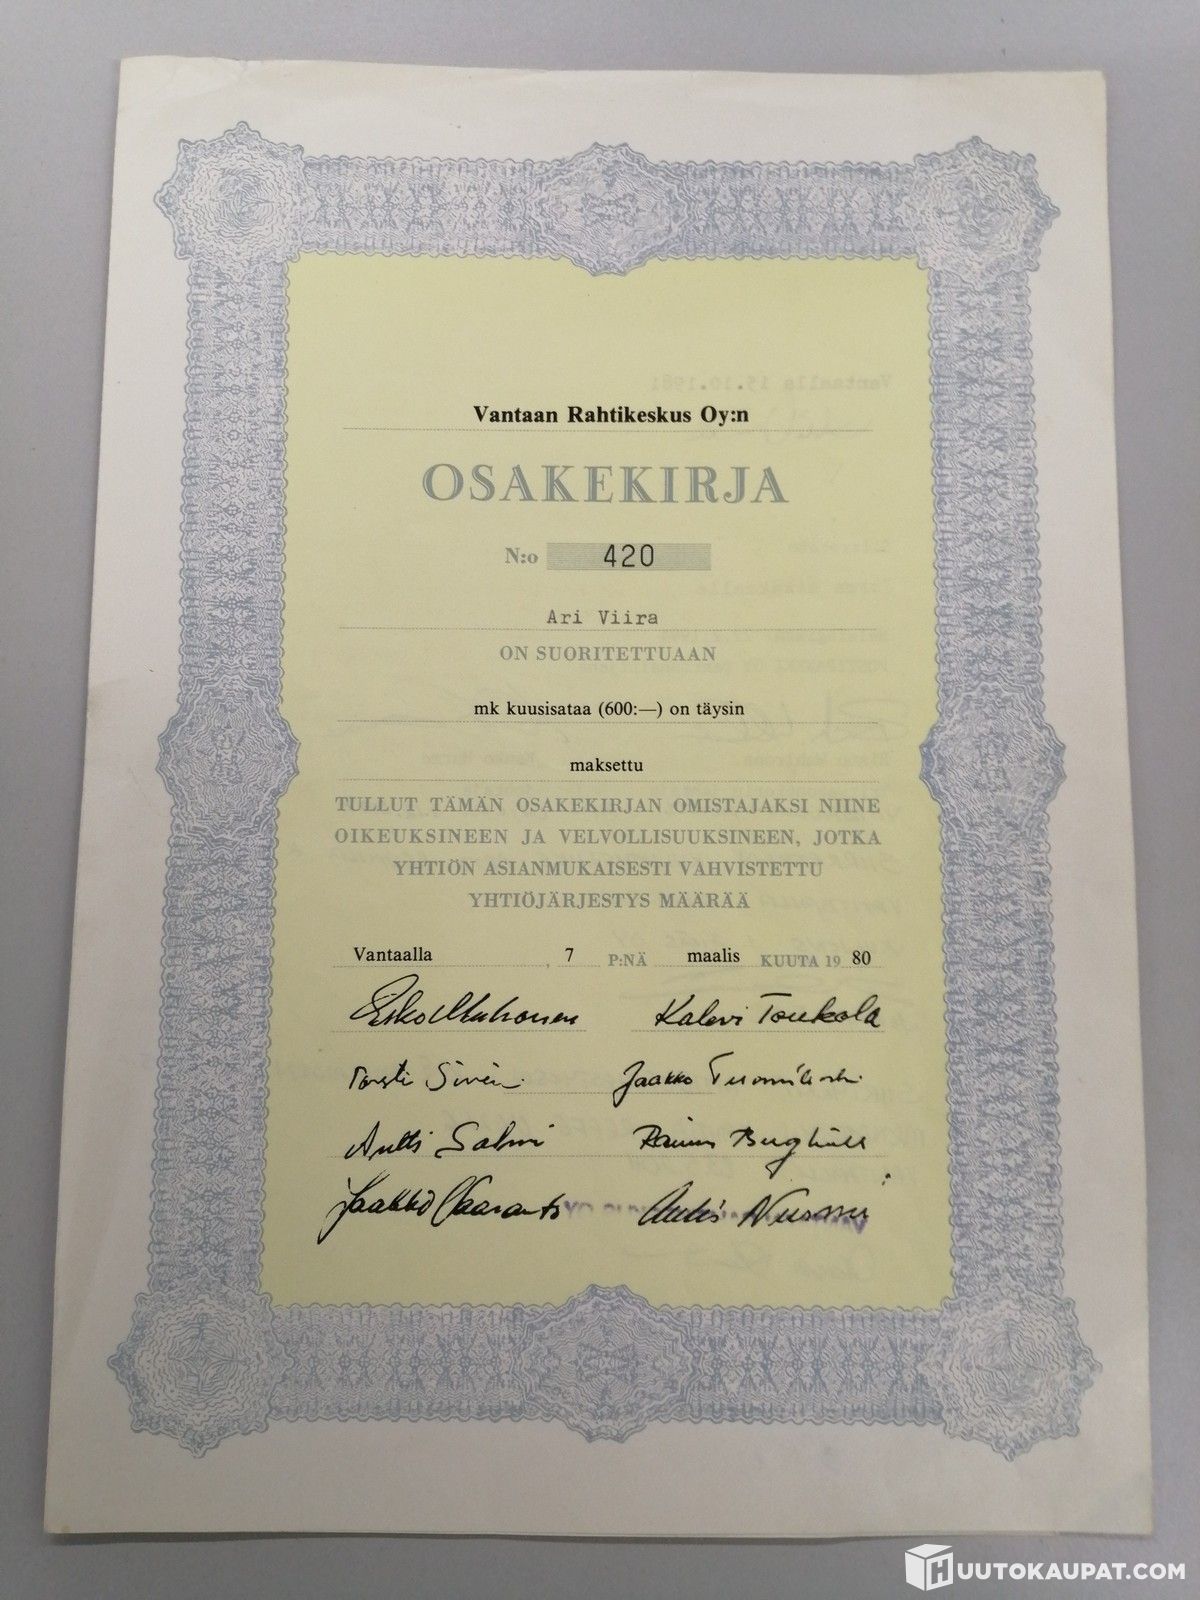 Vantaan Rahtikeskus Oy:n
OSAKEKIRJA
N:o 420
Ari Viira
ON SUORITETTUAAN
mk kuusisataa (600:—) on täysin
maksettu
TULLUT TÄMÄN OSAKEKIRJAN OMISTAJAKSI NIINE
OIKEUKSINEEN JA VELVOLLISUUKSINEEN, JOTKA
YHTIÖN ASIANMUKAISESTI VAHVISTETTU
YHTIÖJÄRJESTYS MÄÄRÄÄ
Vantaalla , 7 P:NÄ maalis KUUTA 19 80
Kalevi Toukola
Jaakko
Antti Salmi
Jaakko
HUUTOKAUPAT.COM